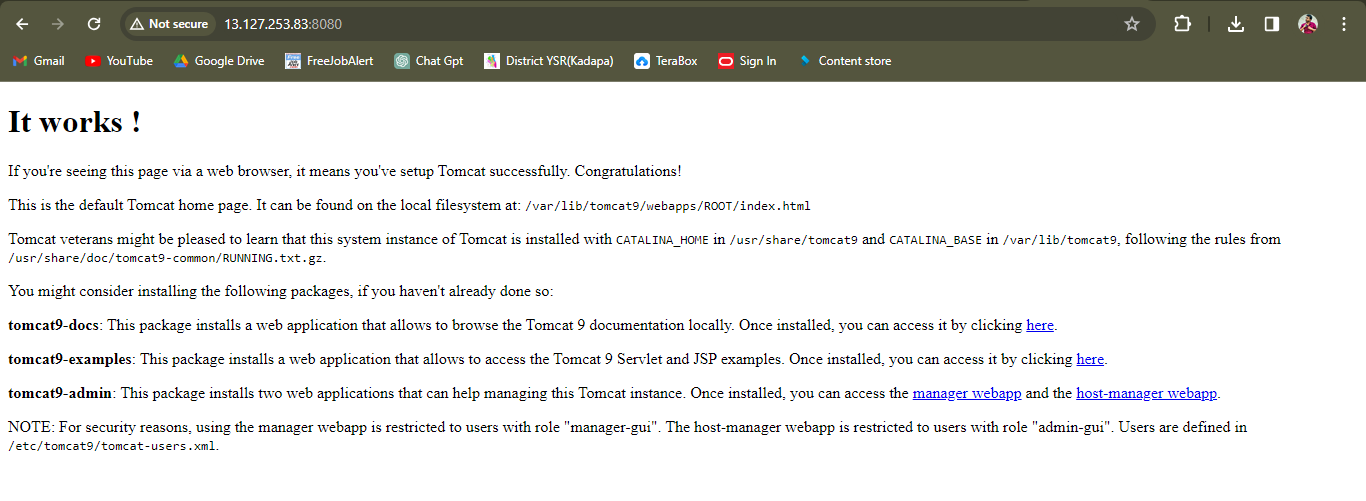 Not secure 13.127.253.83:8080
Gmail YouTube Google Drive FreeJobAlert Chat Gpt District YSR(Kadapa) TeraBox Sign In Content store
It works !
If you're seeing this page via a web browser, it means you've setup Tomcat successfully. Congratulations!
This is the default Tomcat home page. It can be found on the local filesystem at: /var/lib/tomcat9/webapps/ROOT/index.html
Tomcat veterans might be pleased to learn that this system instance of Tomcat is installed with CATALINA_HOME in /usr/share/tomcat9 and CATALINA_BASE in /var/lib/tomcat9, following the rules from
/usr/share/doc/tomcat9-common/RUNNING.txt.gz.
You might consider installing the following packages, if you haven't already done so:
tomcat9-docs: This package installs a web application that allows to browse the Tomcat 9 documentation locally. Once installed, you can access it by clicking here.
tomcat9-examples: This package installs a web application that allows to access the Tomcat 9 Servlet and JSP examples. Once installed, you can access it by clicking here.
tomcat9-admin: This package installs two web applications that can help managing this Tomcat instance. Once installed, you can access the manager webapp and the host-manager webapp.
NOTE: For security reasons, using the manager webapp is restricted to users with role "manager-gui". The host-manager webapp is restricted to users with role "admin-gui". Users are defined in
/etc/tomcat9/tomcat-users.xml.